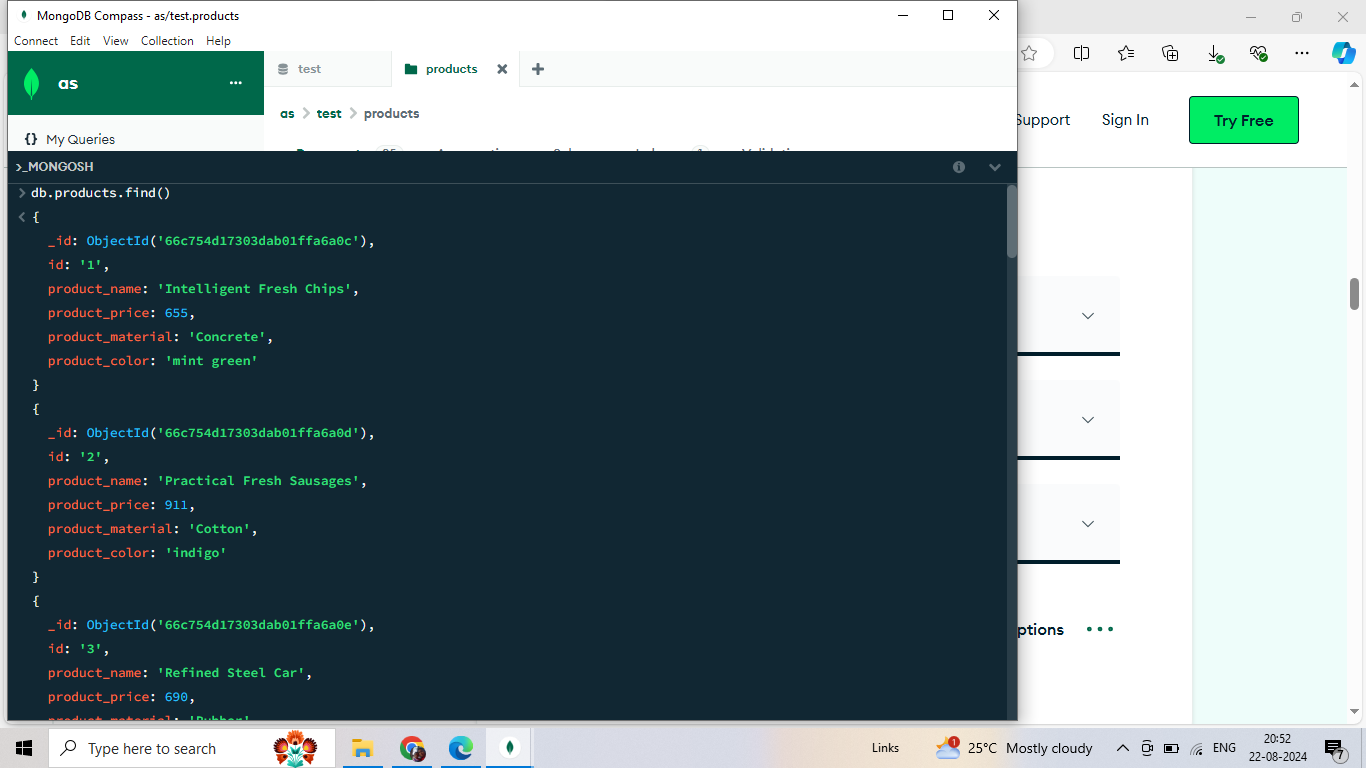 MongoDB Compass - as/test.products
Connect Edit View Collection Help
as
test
products
as > test > products
Support
Sign In
Try Free
{} My Queries
>_MONGOSH
> db.products.find()
< {
_id: ObjectId('66c754d17303dab01ffa6a0c'),
id: '1',
product_name: 'Intelligent Fresh Chips',
product_price: 655,
product_material: 'Concrete',
product_color: 'mint green'
}
{
_id: ObjectId('66c754d17303dab01ffa6a0d'),
id: '2',
product_name: 'Practical Fresh Sausages',
product_price: 911,
product_material: 'Cotton',
product_color: 'indigo'
}
{
_id: ObjectId('66c754d17303dab01ffa6a0e'),
id: '3',
product_name: 'Refined Steel Car',
product_price: 690,
product_material: 'Rubber',
ptions
Type here to search
Links
1
25°C Mostly cloudy
ENG
20:52
22-08-2024
7